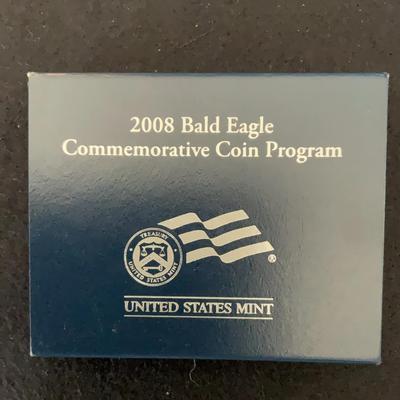 2008 Bald Eagle
Commemorative Coin Program
TREASURY
UNITED STATES MINT
®
UNITED STATES MINT